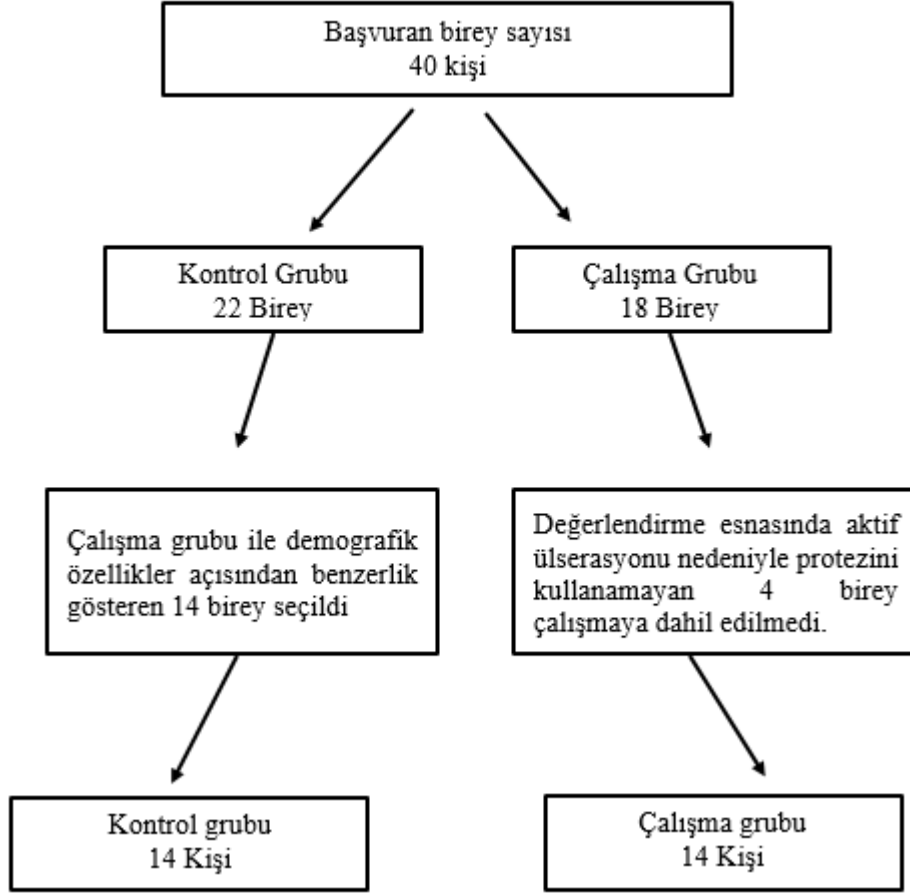 Başvuran birey sayısı
40 kişi
Kontrol Grubu
22 Birey
Çalışma Grubu
18 Birey
Çalışma grubu ile demografik
özellikler açısından benzerlik
gösteren 14 birey seçildi
Değerlendirme esnasında aktif
ülserasyonu nedeniyle protezini
kullanamayan 4 birey
çalışmaya dahil edilmedi.
Kontrol grubu
14 Kişi
Çalışma grubu
14 Kişi